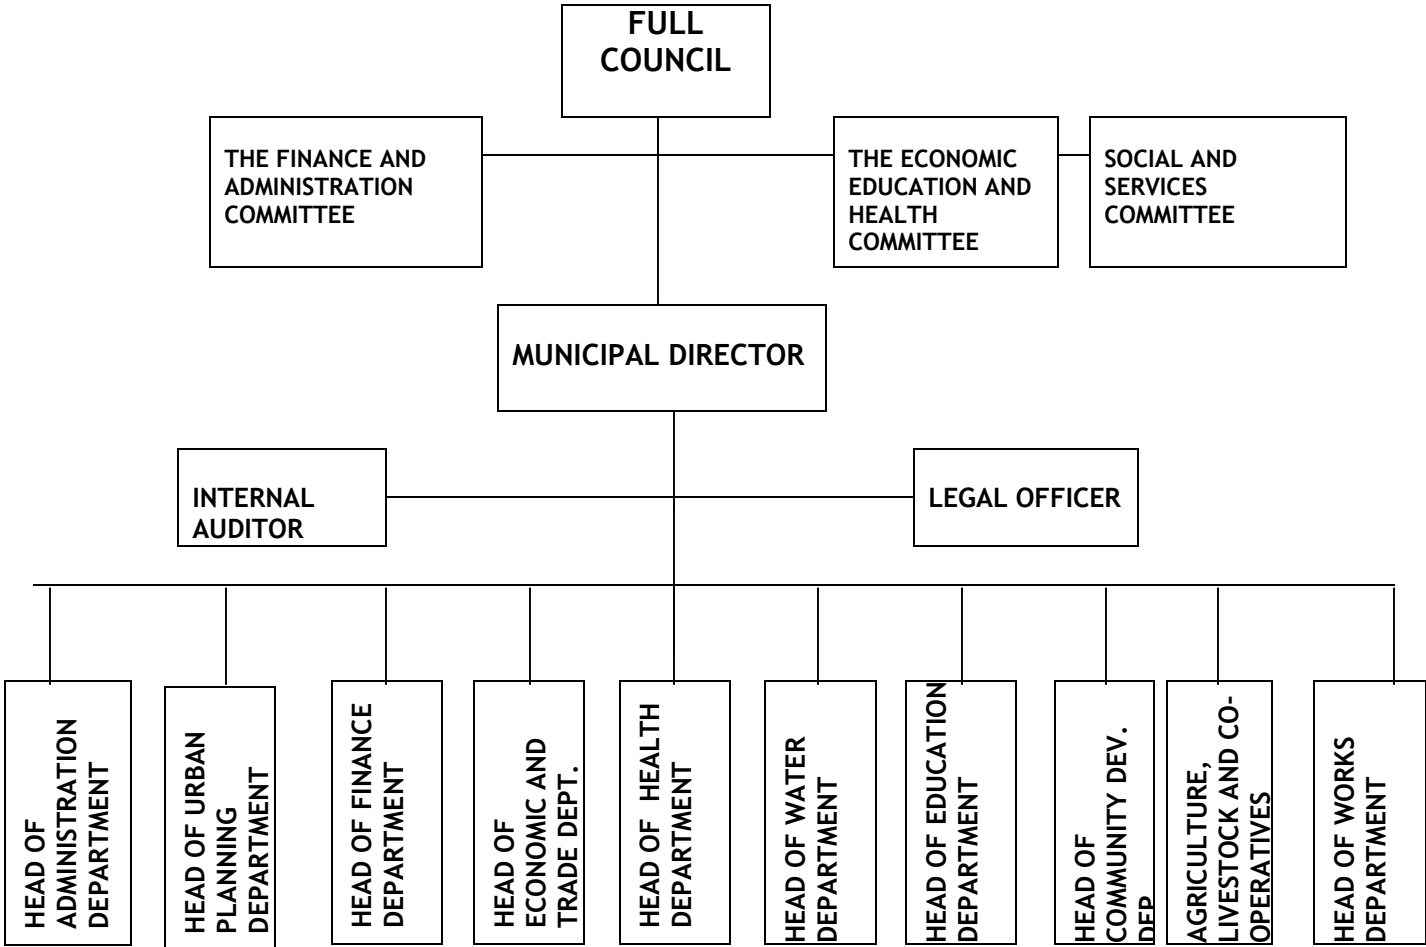 FULL
COUNCIL
THE FINANCE AND
ADMINISTRATION
COMMITTEE
THE ECONOMIC
EDUCATION AND
HEALTH
COMMITTEE
SOCIAL AND
SERVICES
COMMITTEE
MUNICIPAL DIRECTOR
INTERNAL
AUDITOR
LEGAL OFFICER
HEAD OF
ADMINISTRATION
DEPARTMENT
HEAD OF URBAN
PLANNING
DEPARTMENT
HEAD OF FINANCE
DEPARTMENT
HEAD OF
ECONOMIC AND
TRADE DEPT.
HEAD OF HEALTH
DEPARTMENT
HEAD OF WATER
DEPARTMENT
HEAD OF EDUCATION
DEPARTMENT
HEAD OF
COMMUNITY DEV.
DEP
AGRICULTURE,
LIVESTOCK AND CO-
OPERATIVES
HEAD OF WORKS
DEPARTMENT